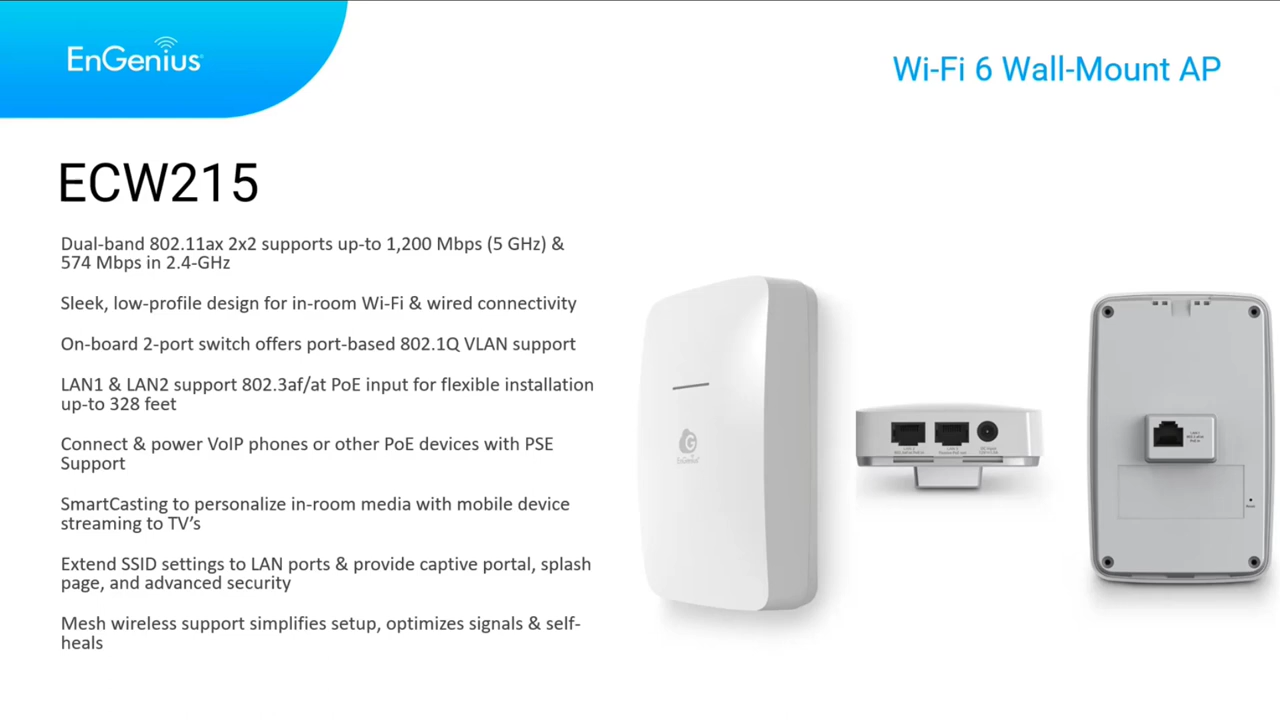 EnGenius
Wi-Fi 6 Wall-Mount AP
ECW215
Dual-band 802.11ax 2x2 supports up-to 1,200 Mbps (5 GHz) &
574 Mbps in 2.4-GHz
Sleek, low-profile design for in-room Wi-Fi & wired connectivity
On-board 2-port switch offers port-based 802.1Q VLAN support
LAN1 & LAN2 support 802.3af/at PoE input for flexible installation
up-to 328 feet
Connect & power VoIP phones or other PoE devices with PSE
Support
SmartCasting to personalize in-room media with mobile device
streaming to TV’s
Extend SSID settings to LAN ports & provide captive portal, splash
page, and advanced security
Mesh wireless support simplifies setup, optimizes signals & self-
heals
EnGenius